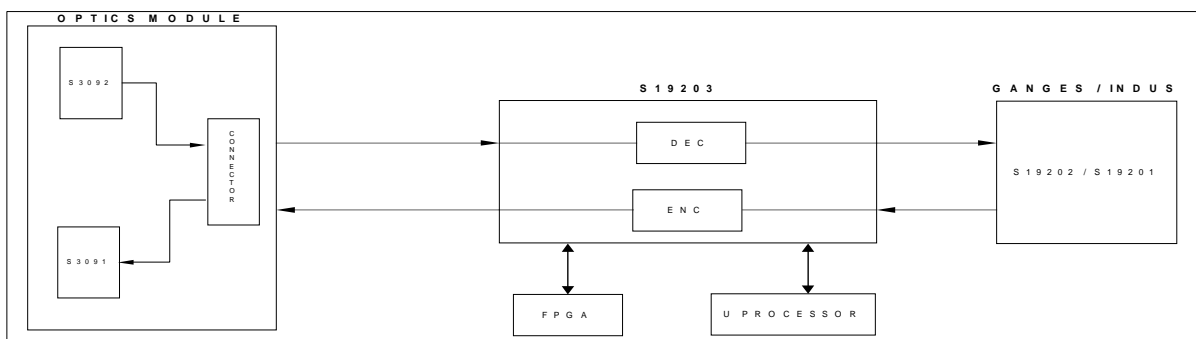 OPTICS MODULE
S3092
CONNECTOR
S3091
S19203
DEC
ENC
FPGA
U PROCESSOR
GANGES / INDUS
S19202 / S19201